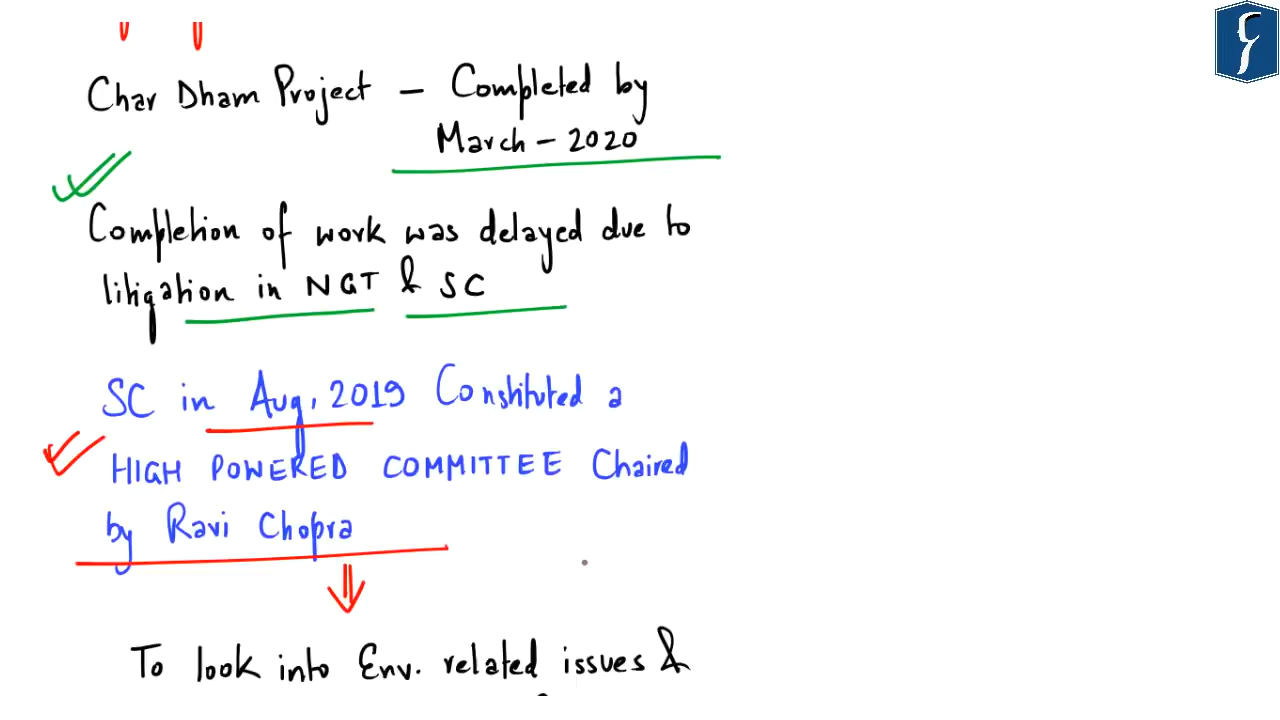 Char Dham Project - Completed by
March - 2020
Completion of work was delayed due to
litigation in NGT & SC
SC in Aug, 2019 Constituted a
HIGH POWERED COMMITTEE Chaired
by Ravi Chopra
To look into Env. related issues &